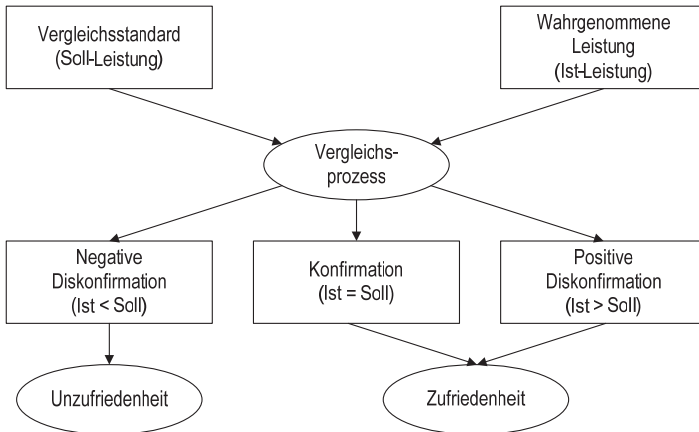 Vergleichsstandard
(Soll-Leistung)
Wahrgenommene
Leistung
(Ist-Leistung)
Vergleichs-
prozess
Negative
Diskonfirmation
(Ist < Soll)
Konfirmation
(Ist = Soll)
Positive
Diskonfirmation
(Ist > Soll)
Unzufriedenheit
Zufriedenheit